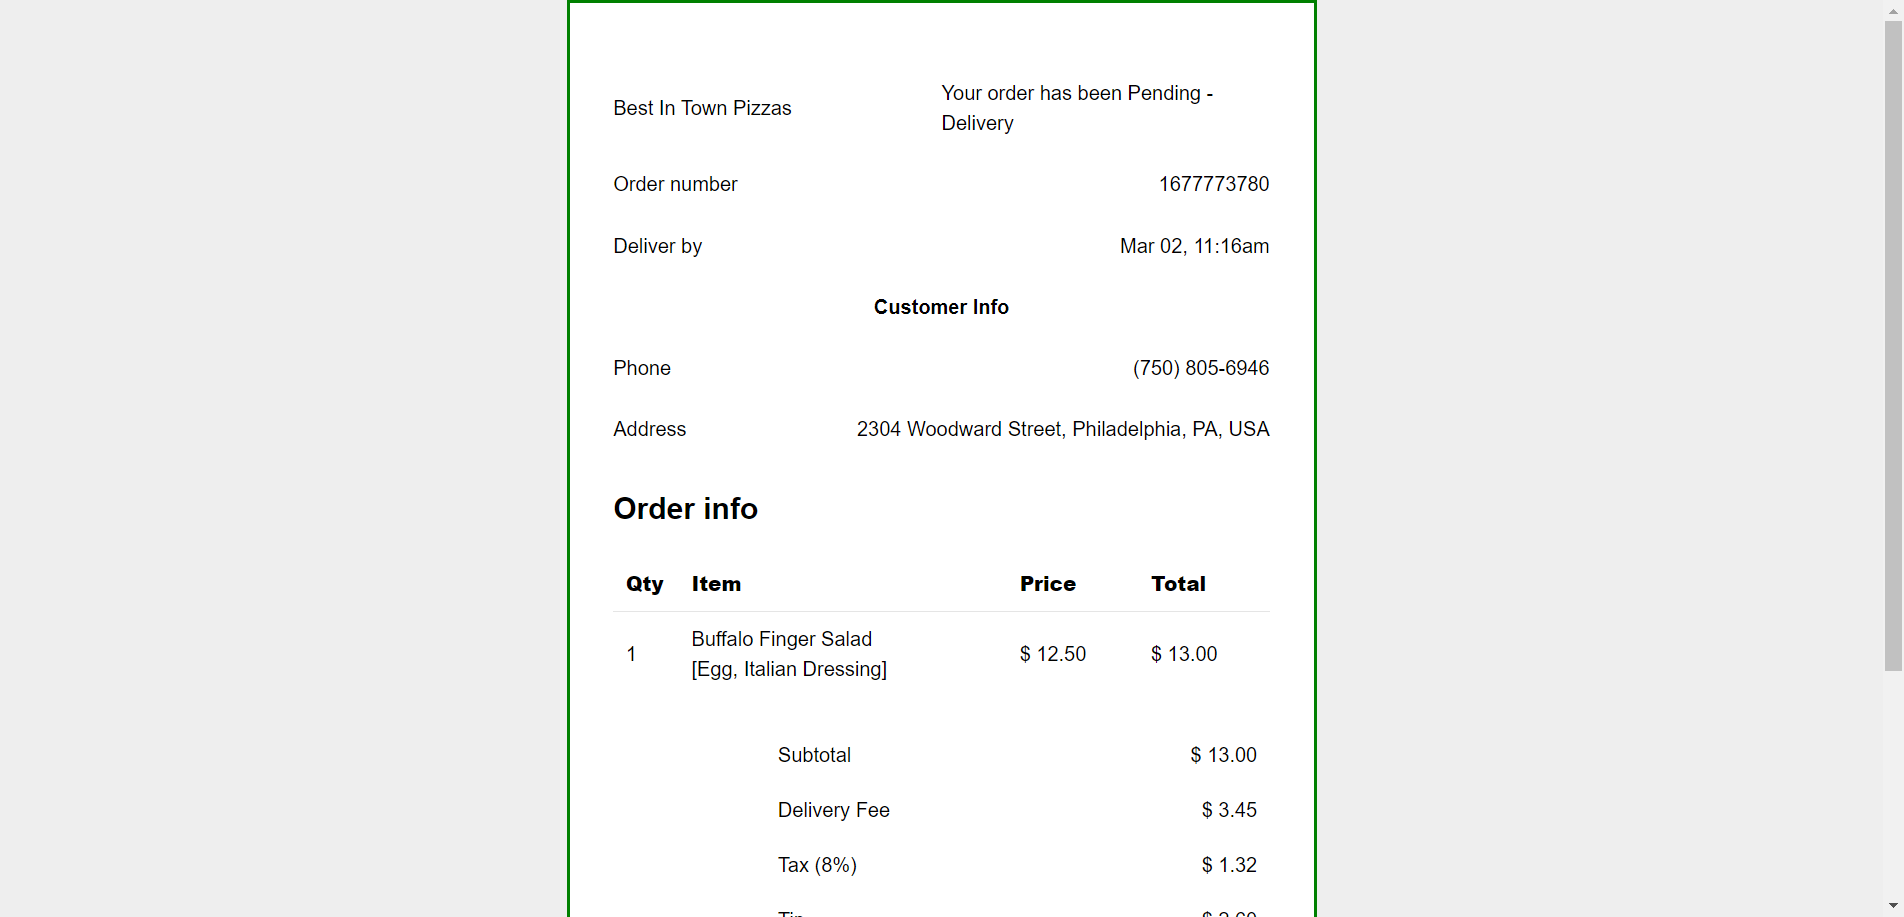 Best In Town Pizzas
Your order has been Pending -
Delivery
Order number 1677773780
Deliver by Mar 02, 11:16am
Customer Info
Phone (750) 805-6946
Address 2304 Woodward Street, Philadelphia, PA, USA
Order info
Qty Item Price Total
1 Buffalo Finger Salad $ 12.50 $ 13.00
[Egg, Italian Dressing]
Subtotal $ 13.00
Delivery Fee $ 3.45
Tax (8%) $ 1.32